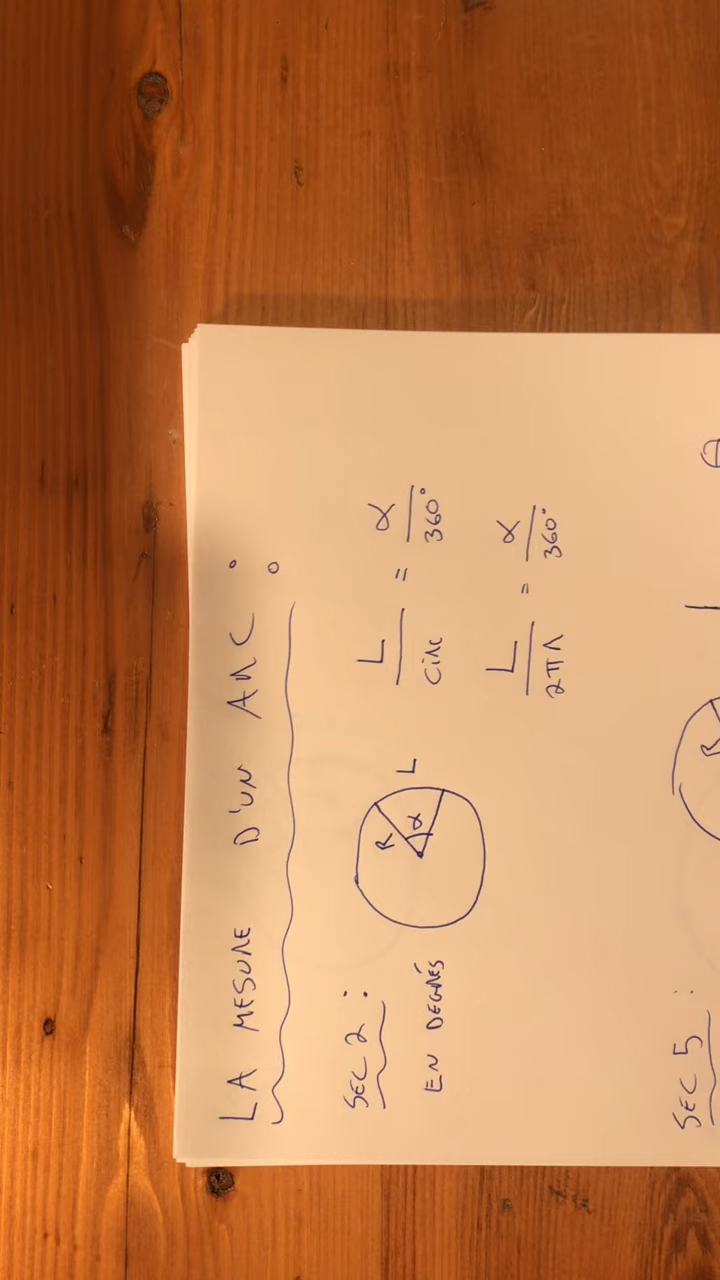 LA MESURE D'UN ARC :
SEC 2 :
EN DEGRÉS
R
α
L
L/circ = α/360°
L/2πr = α/360°
SEC 5 :
R